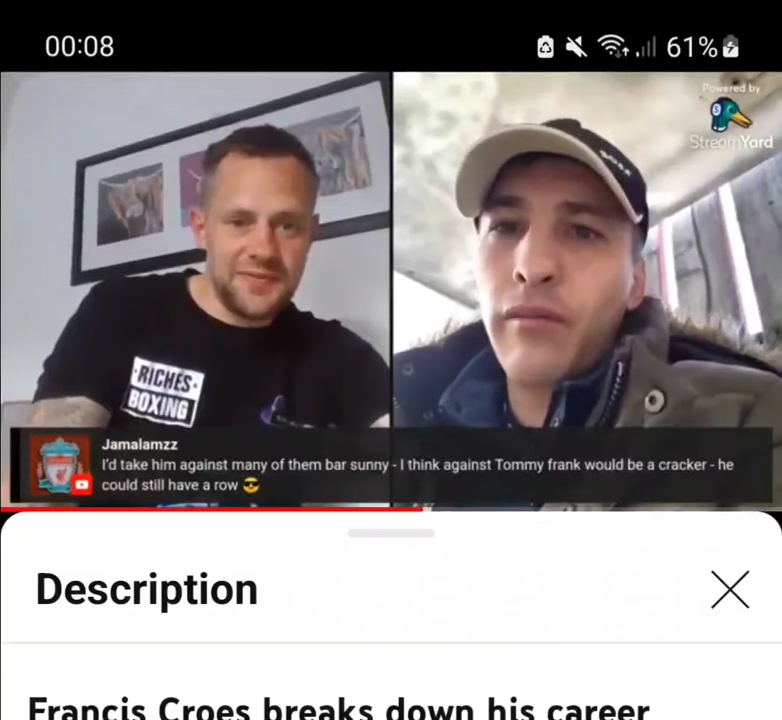 00:08
61%
Powered by
StreamYard
RICHES
BOXING
Jamalamzz
I'd take him against many of them bar sunny - I think against Tommy frank would be a cracker - he
could still have a row 😎
Description
Francis Croes breaks down his career